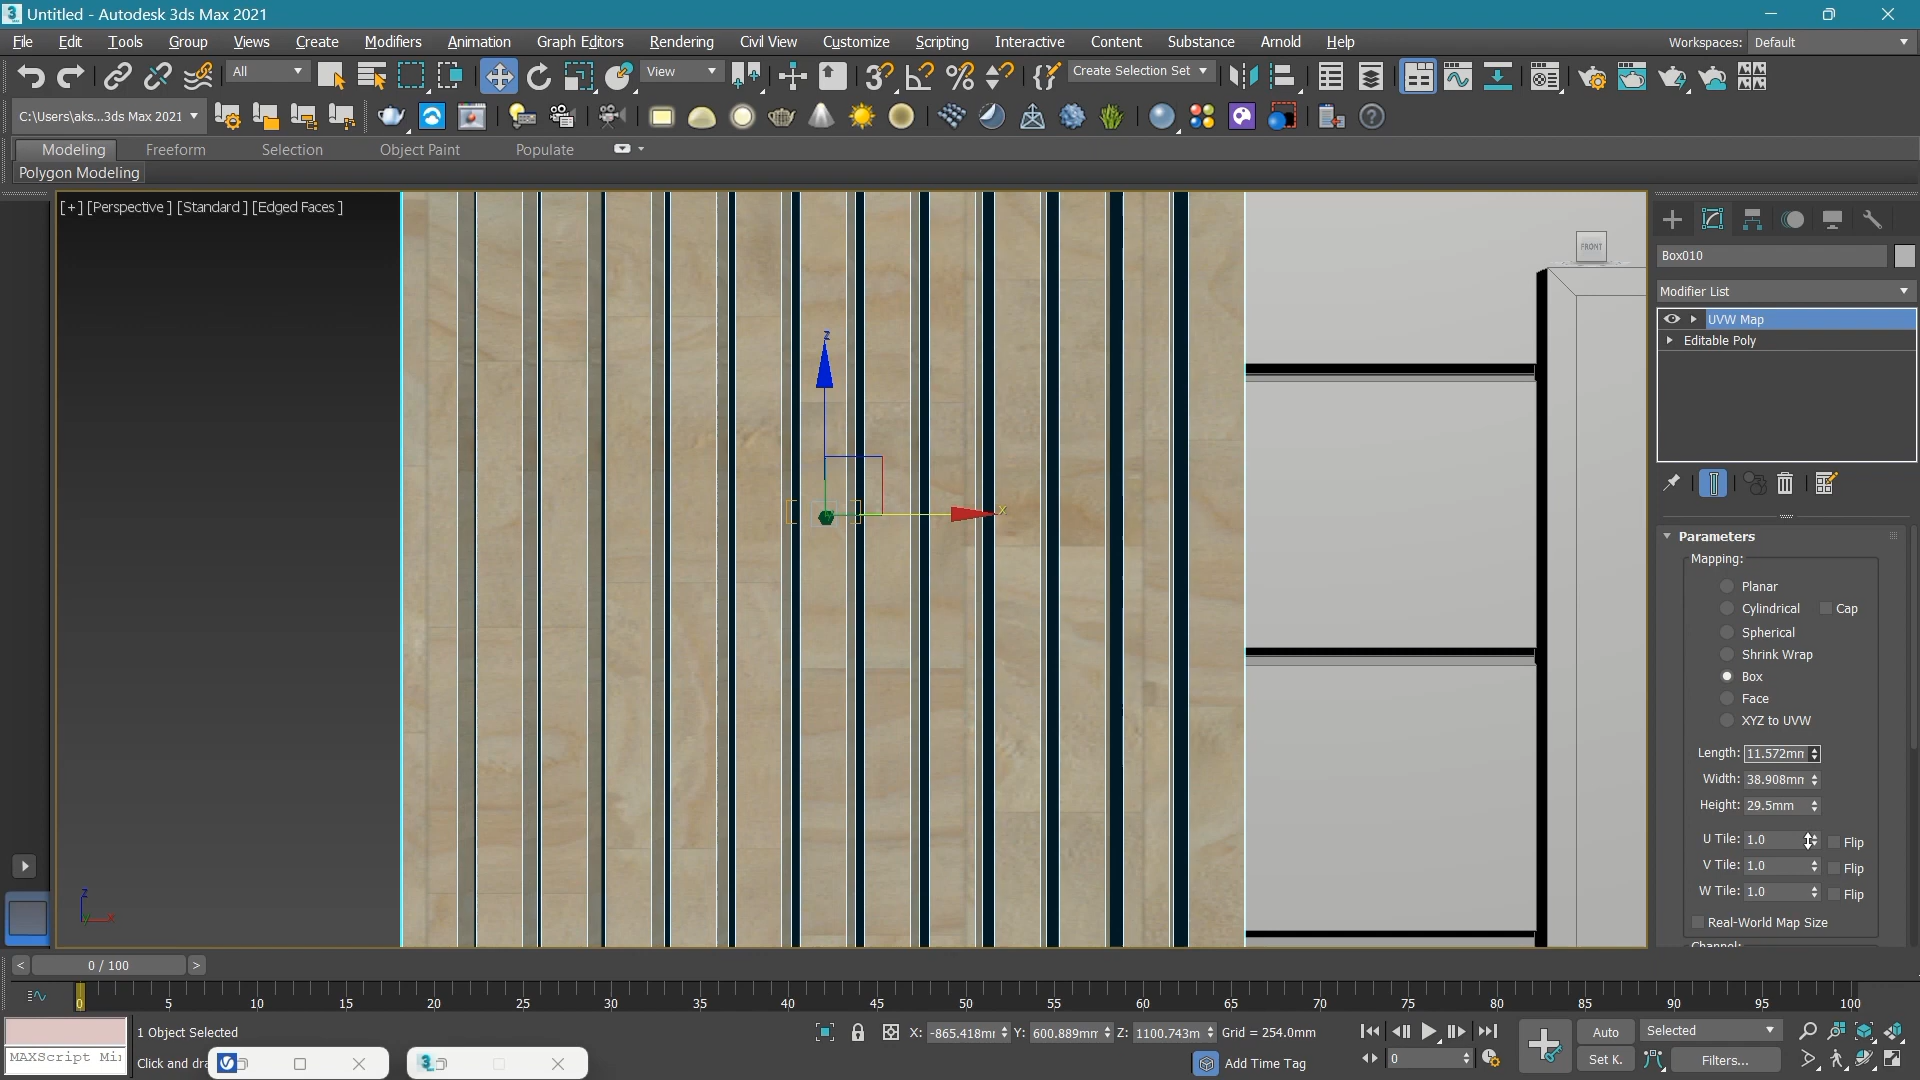 Untitled - Autodesk 3ds Max 2021
File Edit Tools Group Views Create Modifiers Animation Graph Editors Rendering Civil View Customize Scripting Interactive Content Substance Arnold Help Workspaces: Default
All View Create Selection Set
C:\Users\aks...3ds Max 2021
Modeling Freeform Selection Object Paint Populate
Polygon Modeling
[+] [Perspective ] [Standard ] [Edged Faces ]
FRONT
Box010
Modifier List
UVW Map
Editable Poly
z
x
Parameters
Mapping:
Planar
Cylindrical Cap
Spherical
Shrink Wrap
Box
Face
XYZ to UVW
Length: 11.572mm
Width: 38.908mm
Height: 29.5mm
U Tile: 1.0 Flip
V Tile: 1.0 Flip
W Tile: 1.0 Flip
Real-World Map Size
Channel:
z
0 / 100
0 5 10 15 20 25 30 35 40 45 50 55 60 65 70 75 80 85 90 95 100
1 Object Selected X: -865.418mm Y: 600.889mm Z: 1100.743m Grid = 254.0mm Auto Selected
MAXScript Mi: Click and dra Add Time Tag 0 Set K. Filters...